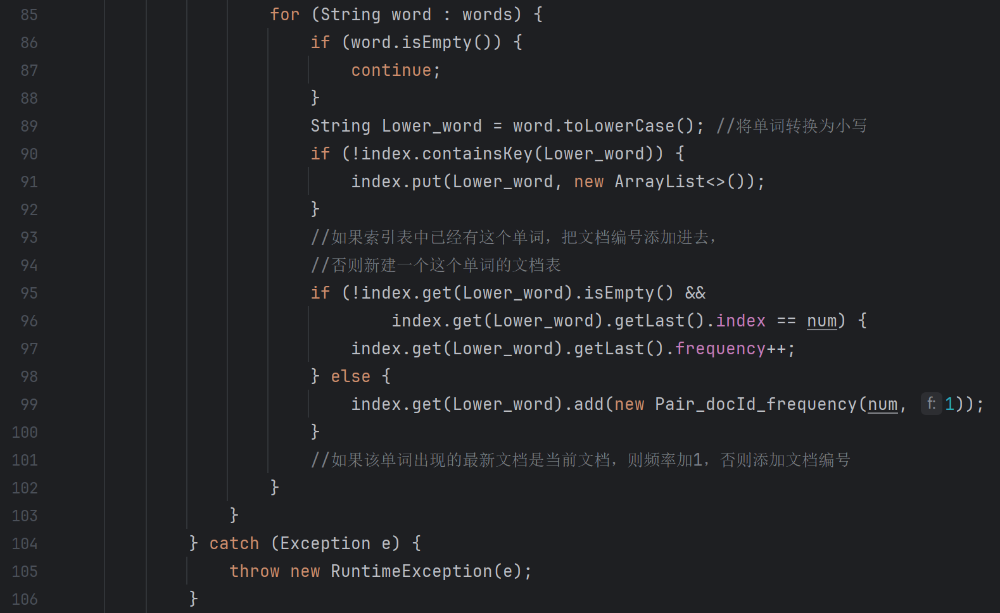 85 for (String word : words) {
86 if (word.isEmpty()) {
87 continue;
88 }
89 String Lower_word = word.toLowerCase(); //将单词转换为小写
90 if (!index.containsKey(Lower_word)) {
91 index.put(Lower_word, new ArrayList<>());
92 }
93 //如果索引表中已经有这个单词，把文档编号添加进去，
94 //否则新建一个这个单词的文档表
95 if (!index.get(Lower_word).isEmpty() &&
96 index.get(Lower_word).getLast().index == num) {
97 index.get(Lower_word).getLast().frequency++;
98 } else {
99 index.get(Lower_word).add(new Pair_docId_frequency(num, f: 1));
100 }
101 //如果该单词出现的最新文档是当前文档，则频率加1，否则添加文档编号
102 }
103 }
104 } catch (Exception e) {
105 throw new RuntimeException(e);
106 }